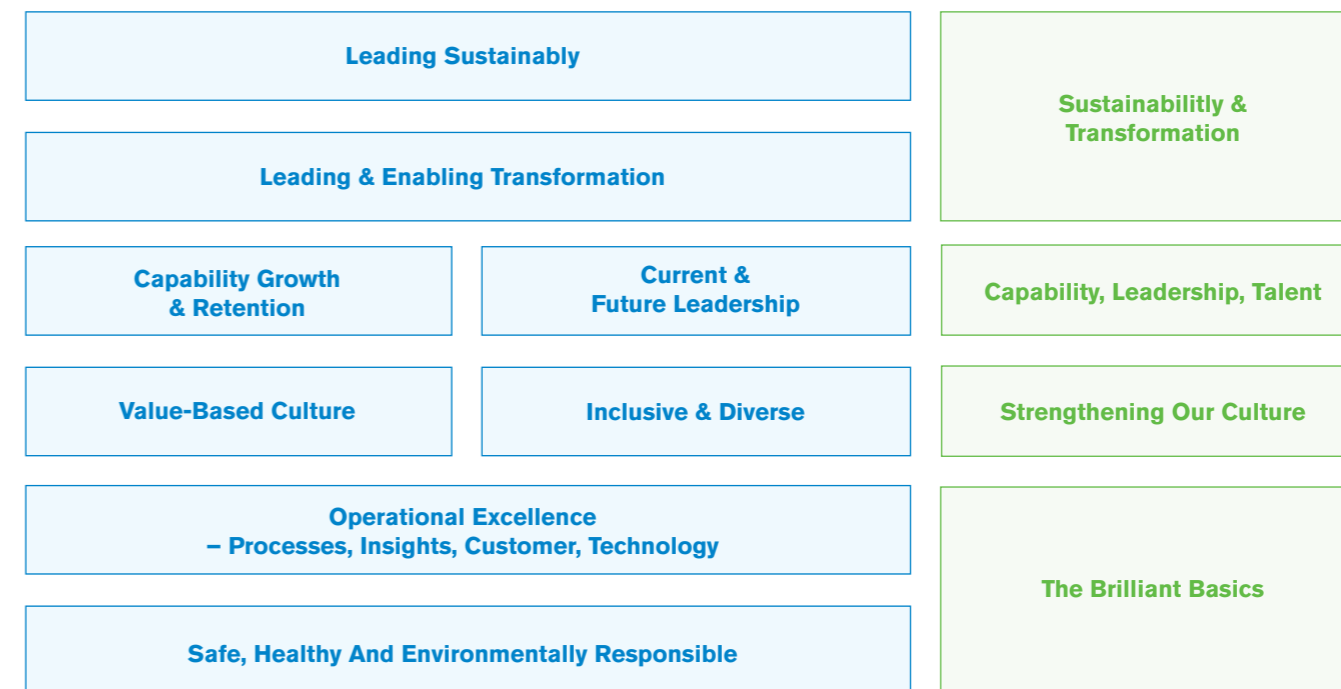 Leading Sustainably
Sustainabilitly &
Transformation
Leading & Enabling Transformation
Capability Growth
& Retention
Current &
Future Leadership
Capability, Leadership, Talent
Value-Based Culture
Inclusive & Diverse
Strengthening Our Culture
Operational Excellence
– Processes, Insights, Customer, Technology
The Brilliant Basics
Safe, Healthy And Environmentally Responsible